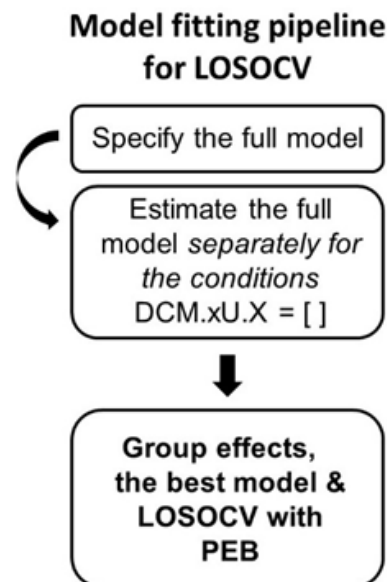 Model fitting pipeline
for LOSOCV
Specify the full model
Estimate the full
model separately for
the conditions
DCM.xU.X = [ ]
Group effects,
the best model &
LOSOCV with
PEB